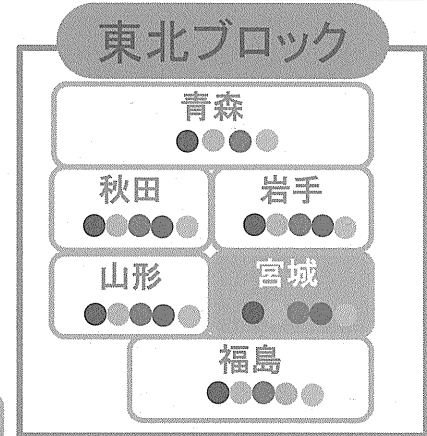 東北ブロック
青森
秋田 岩手
山形 宮城
福島